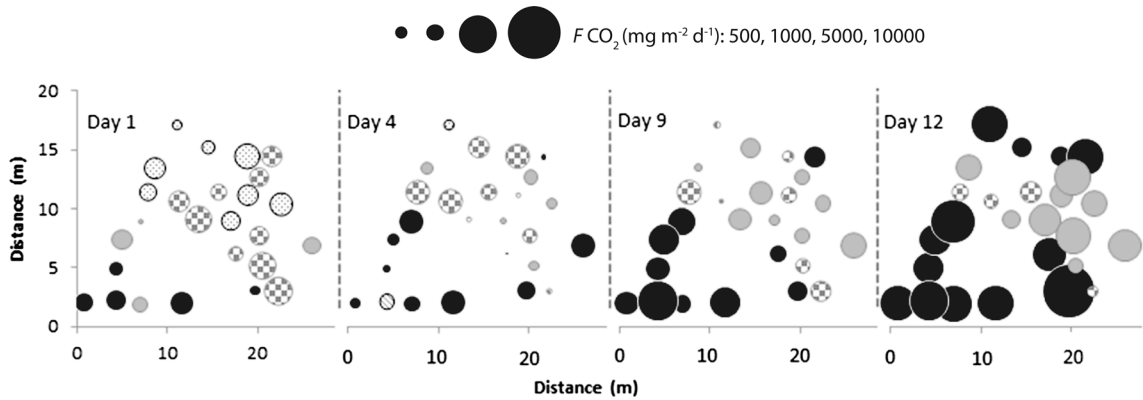 F CO₂ (mg m⁻² d⁻¹): 500, 1000, 5000, 10000
20
15
10
5
0
Distance (m)
Day 1
Day 4
Day 9
Day 12
0 10 20
0 10 20
0 10 20
0 10 20
Distance (m)